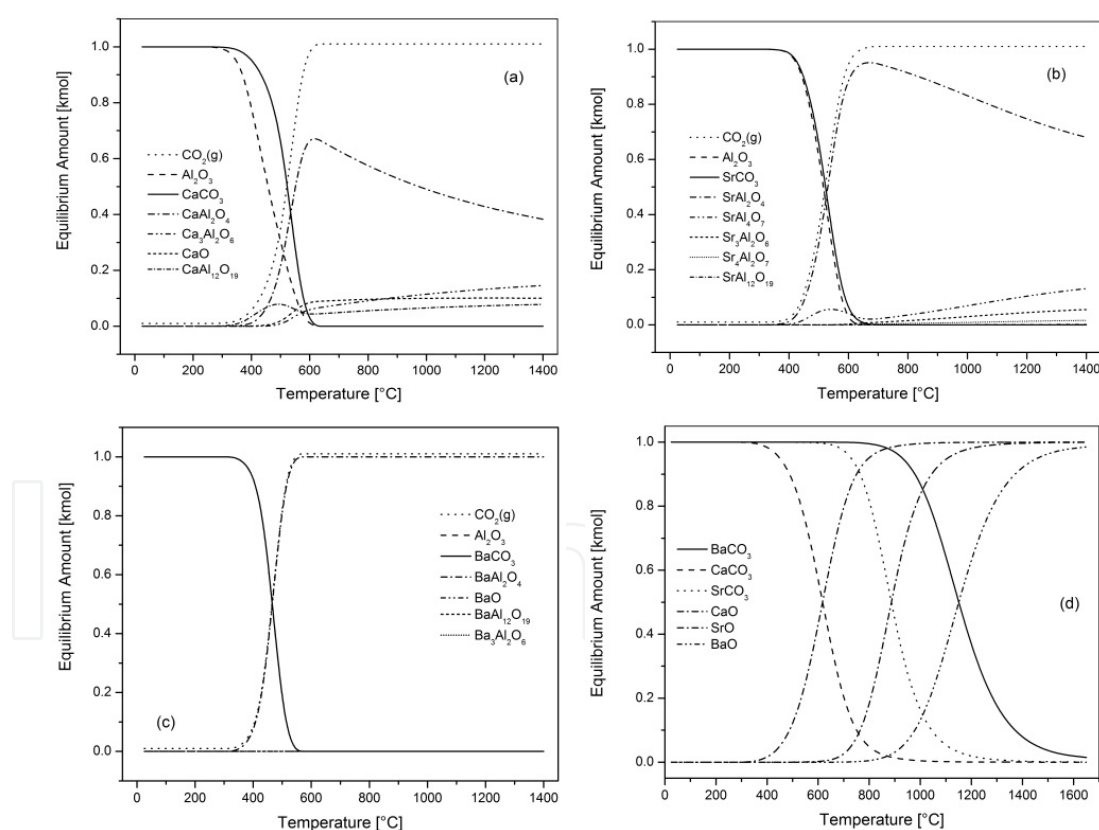 (a)
Equilibrium Amount [kmol]
1.0
0.8
0.6
0.4
0.2
0.0
CO₂(g)
Al₂O₃
CaCO₃
CaAl₂O₄
Ca₃Al₂O₆
CaO
CaAl₁₂O₁₉
0 200 400 600 800 1000 1200 1400
Temperature [°C]
(b)
Equilibrium Amount [kmol]
1.0
0.8
0.6
0.4
0.2
0.0
CO₂(g)
Al₂O₃
SrCO₃
SrAl₂O₄
SrAl₄O₇
Sr₃Al₂O₆
Sr₄Al₂O₇
SrAl₁₂O₁₉
0 200 400 600 800 1000 1200 1400
Temperature [°C]
(c)
Equilibrium Amount [kmol]
1.0
0.8
0.6
0.4
0.2
0.0
CO₂(g)
Al₂O₃
BaCO₃
BaAl₂O₄
BaO
BaAl₁₂O₁₉
Ba₃Al₂O₆
0 200 400 600 800 1000 1200 1400
Temperature [°C]
(d)
Equilibrium Amount [kmol]
1.0
0.8
0.6
0.4
0.2
0.0
BaCO₃
CaCO₃
SrCO₃
CaO
SrO
BaO
0 200 400 600 800 1000 1200 1400 1600
Temperature [°C]